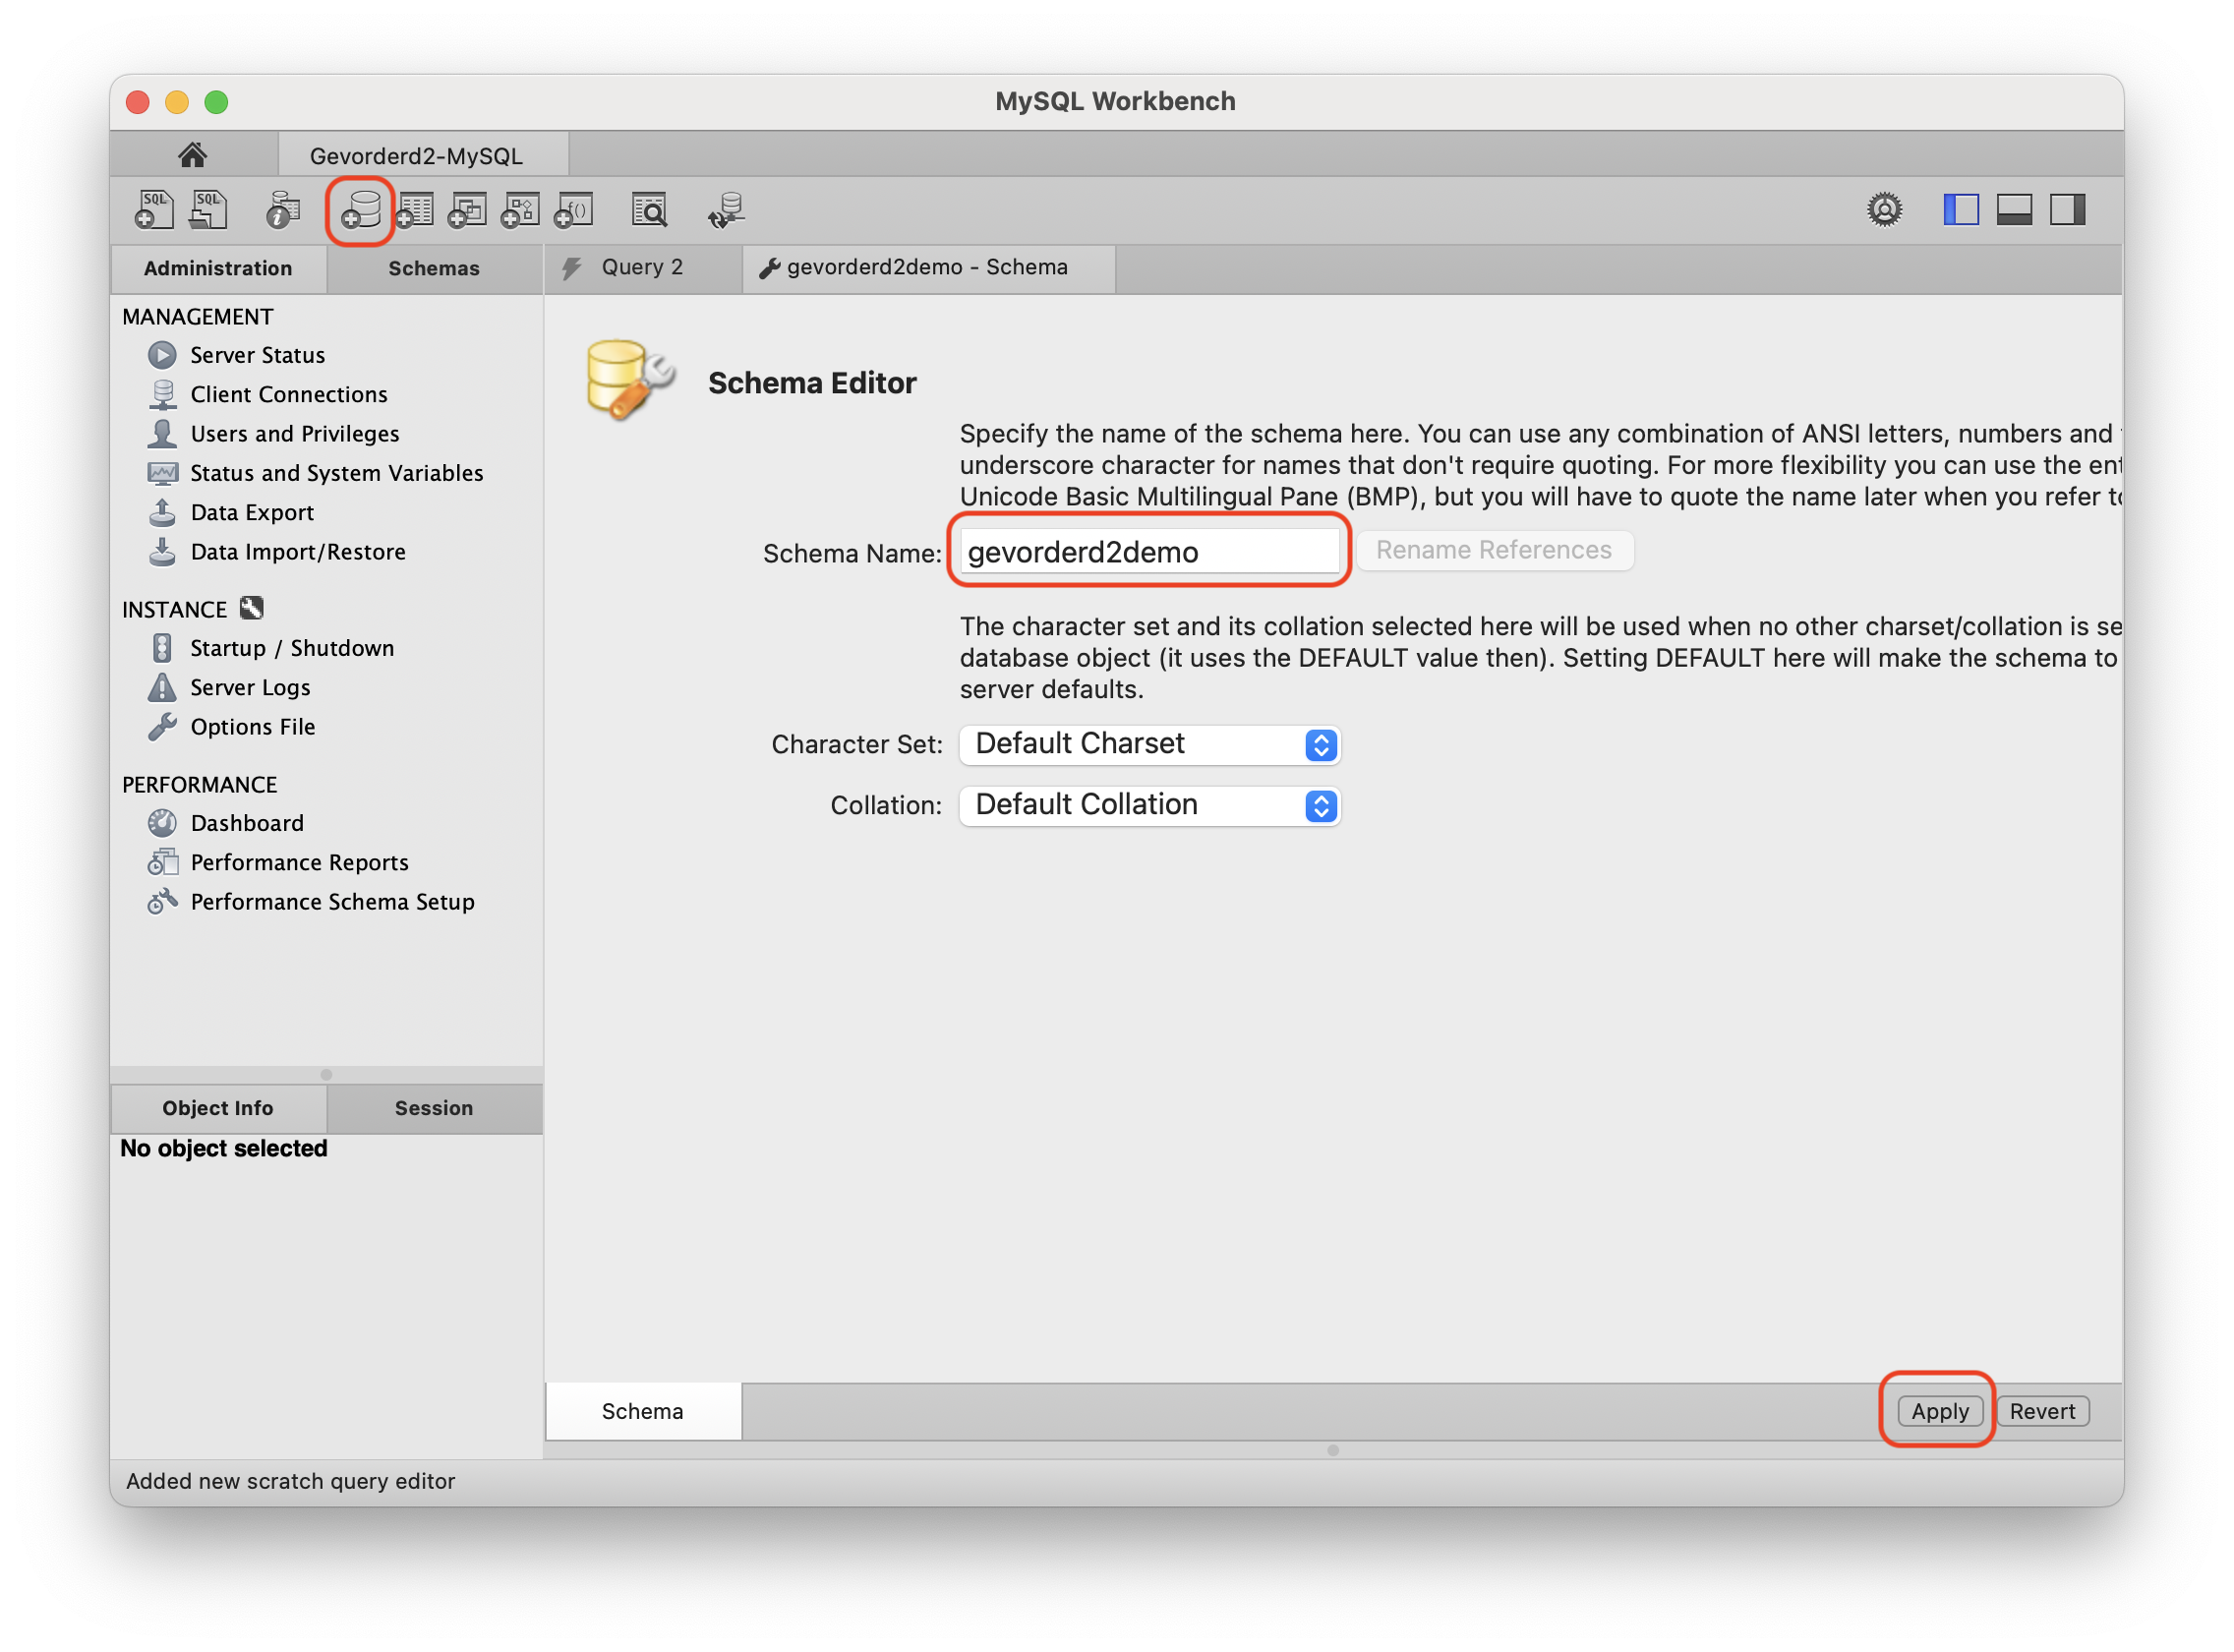 MySQL Workbench
Gevorderd2-MySQL
SQL
SQL
f()
Administration
Schemas
Query 2
gevorderd2demo - Schema
MANAGEMENT
Server Status
Client Connections
Users and Privileges
Status and System Variables
Data Export
Data Import/Restore
INSTANCE
Startup / Shutdown
Server Logs
Options File
PERFORMANCE
Dashboard
Performance Reports
Performance Schema Setup
Object Info
Session
No object selected
Schema Editor
Specify the name of the schema here. You can use any combination of ANSI letters, numbers and
underscore character for names that don't require quoting. For more flexibility you can use the
Unicode Basic Multilingual Pane (BMP), but you will have to quote the name later when you refer
Schema Name: gevorderd2demo Rename References
The character set and its collation selected here will be used when no other charset/collation is
database object (it uses the DEFAULT value then). Setting DEFAULT here will make the schema to
server defaults.
Character Set: Default Charset
Collation: Default Collation
Schema
Apply Revert
Added new scratch query editor